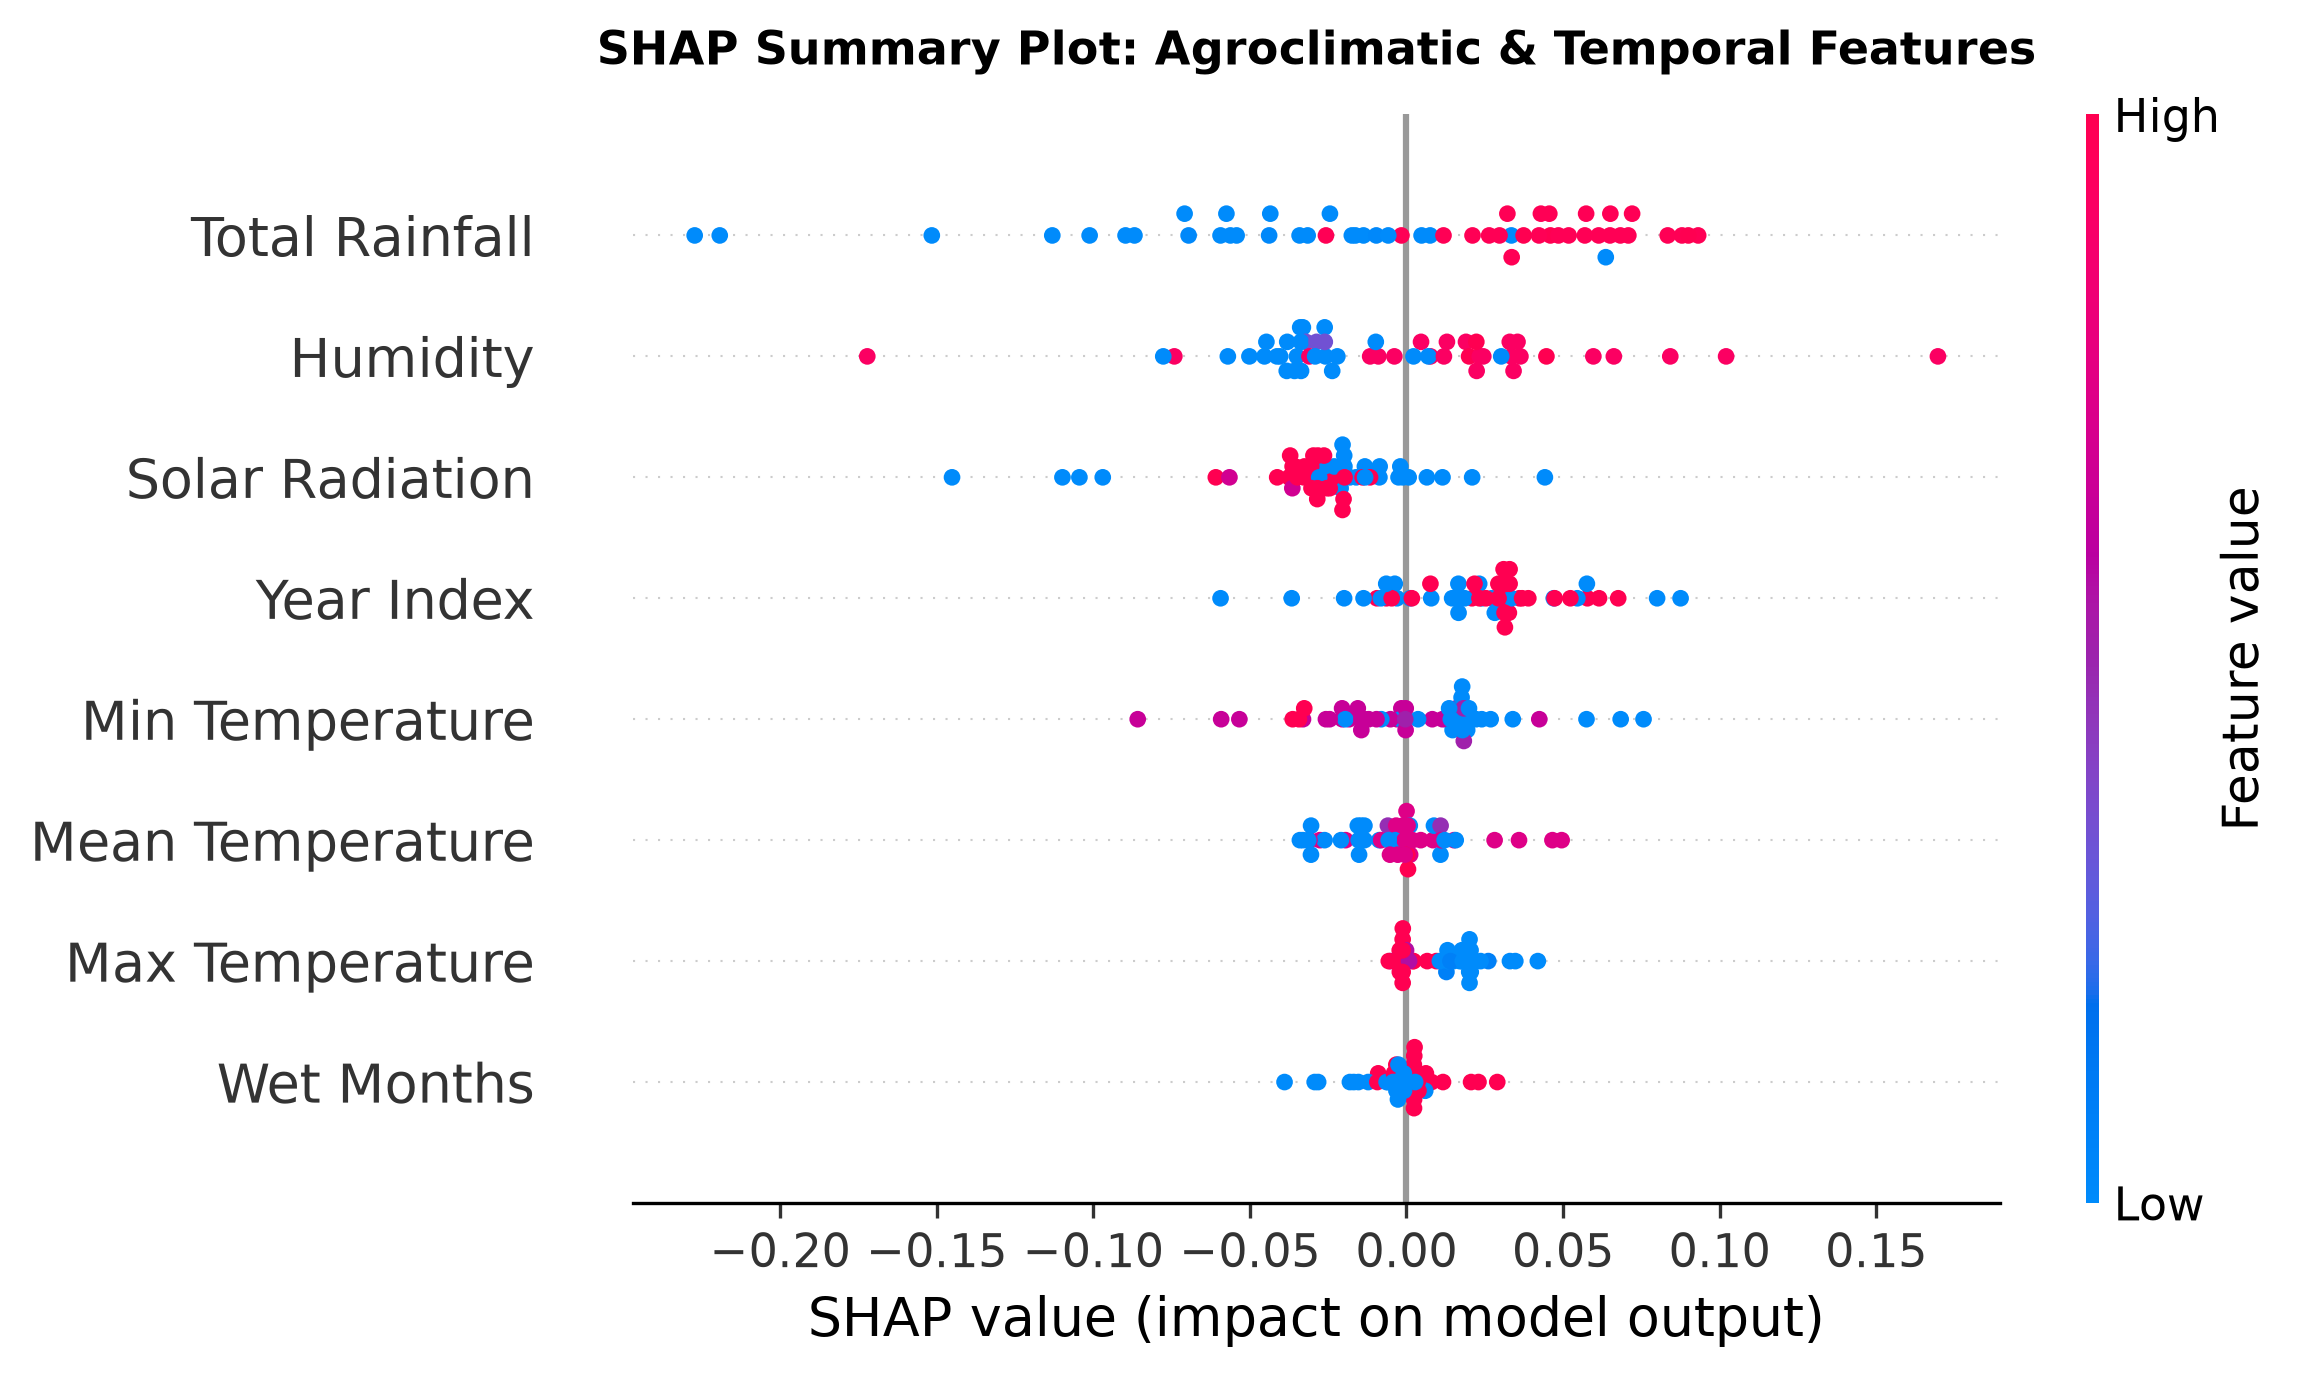 SHAP Summary Plot: Agroclimatic & Temporal Features
High
Total Rainfall
Humidity
Solar Radiation
Year Index
Min Temperature
Mean Temperature
Max Temperature
Wet Months
Feature value
Low
−0.20 −0.15 −0.10 −0.05 0.00 0.05 0.10 0.15
SHAP value (impact on model output)